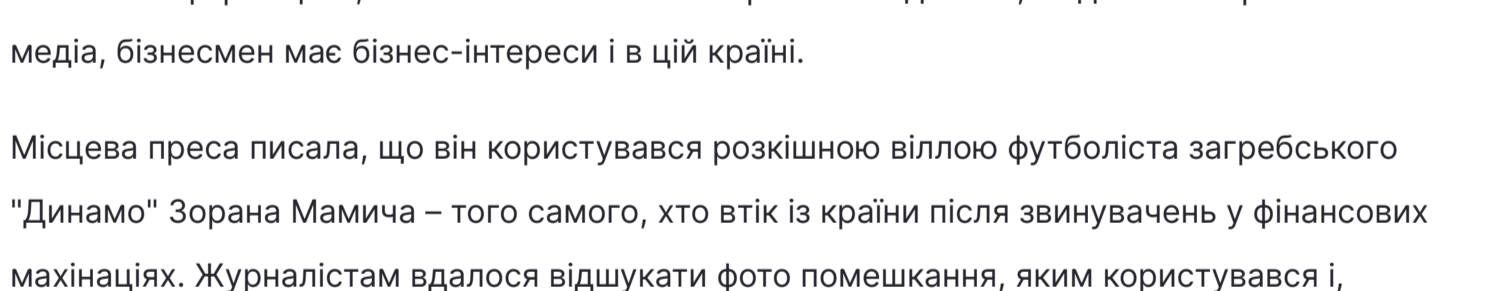 медіа, бізнесмен має бізнес-інтереси і в цій країні.
Місцева преса писала, що він користувався розкішною віллою футболіста загребського
"Динамо" Зорана Мамича – того самого, хто втік із країни після звинувачень у фінансових
махінаціях. Журналістам вдалося відшукати фото помешкання, яким користувався і,